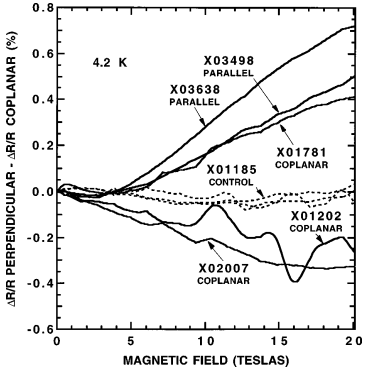 0.8
0.6
0.4
0.2
0.0
-0.2
-0.4
-0.6
ΔR/R PERPENDICULAR - ΔR/R COPLANAR (%)
4.2 K
X03498
PARALLEL
X03638
PARALLEL
X01781
COPLANAR
X01185
CONTROL
X01202
COPLANAR
X02007
COPLANAR
0 5 10 15 20
MAGNETIC FIELD (TESLAS)